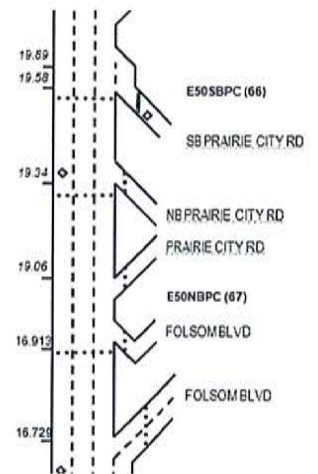 19.69
19.58
E50SBPC (66)
SB PRAIRIE CITY RD
19.34
NB PRAIRIE CITY RD
PRAIRIE CITY RD
19.06
E50NBPC (67)
FOLSOM BLVD
16.913
FOLSOM BLVD
16.729